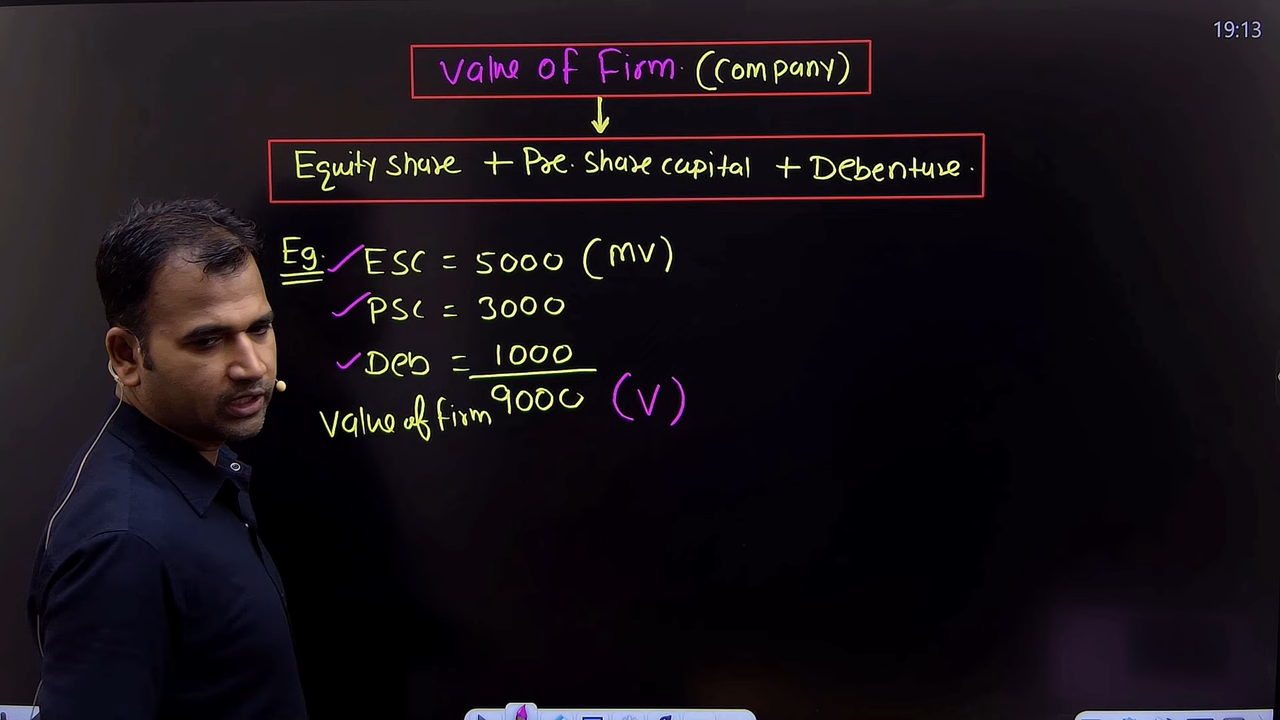 19:13
Value of Firm. (Company)
Equity share + Pre. Share capital + Debenture.
Eg. ESC = 5000 (MV)
PSC = 3000
Deb = 1000
Value of Firm 9000 (V)